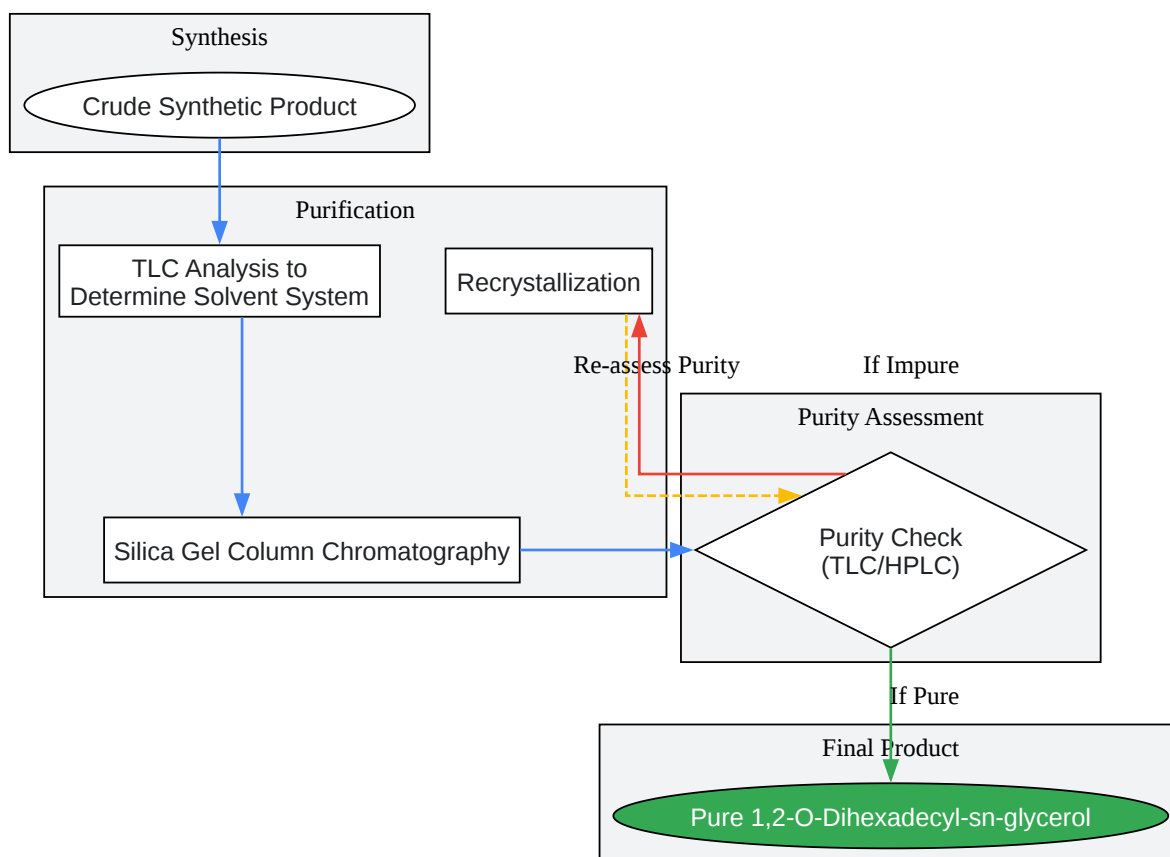 Synthesis
Crude Synthetic Product
Purification
TLC Analysis to
Determine Solvent System
Recrystallization
Re-assess Purity
If Impure
Purity Assessment
Silica Gel Column Chromatography
Purity Check
(TLC/HPLC)
If Pure
Final Product
Pure 1,2-O-Dihexadecyl-sn-glycerol